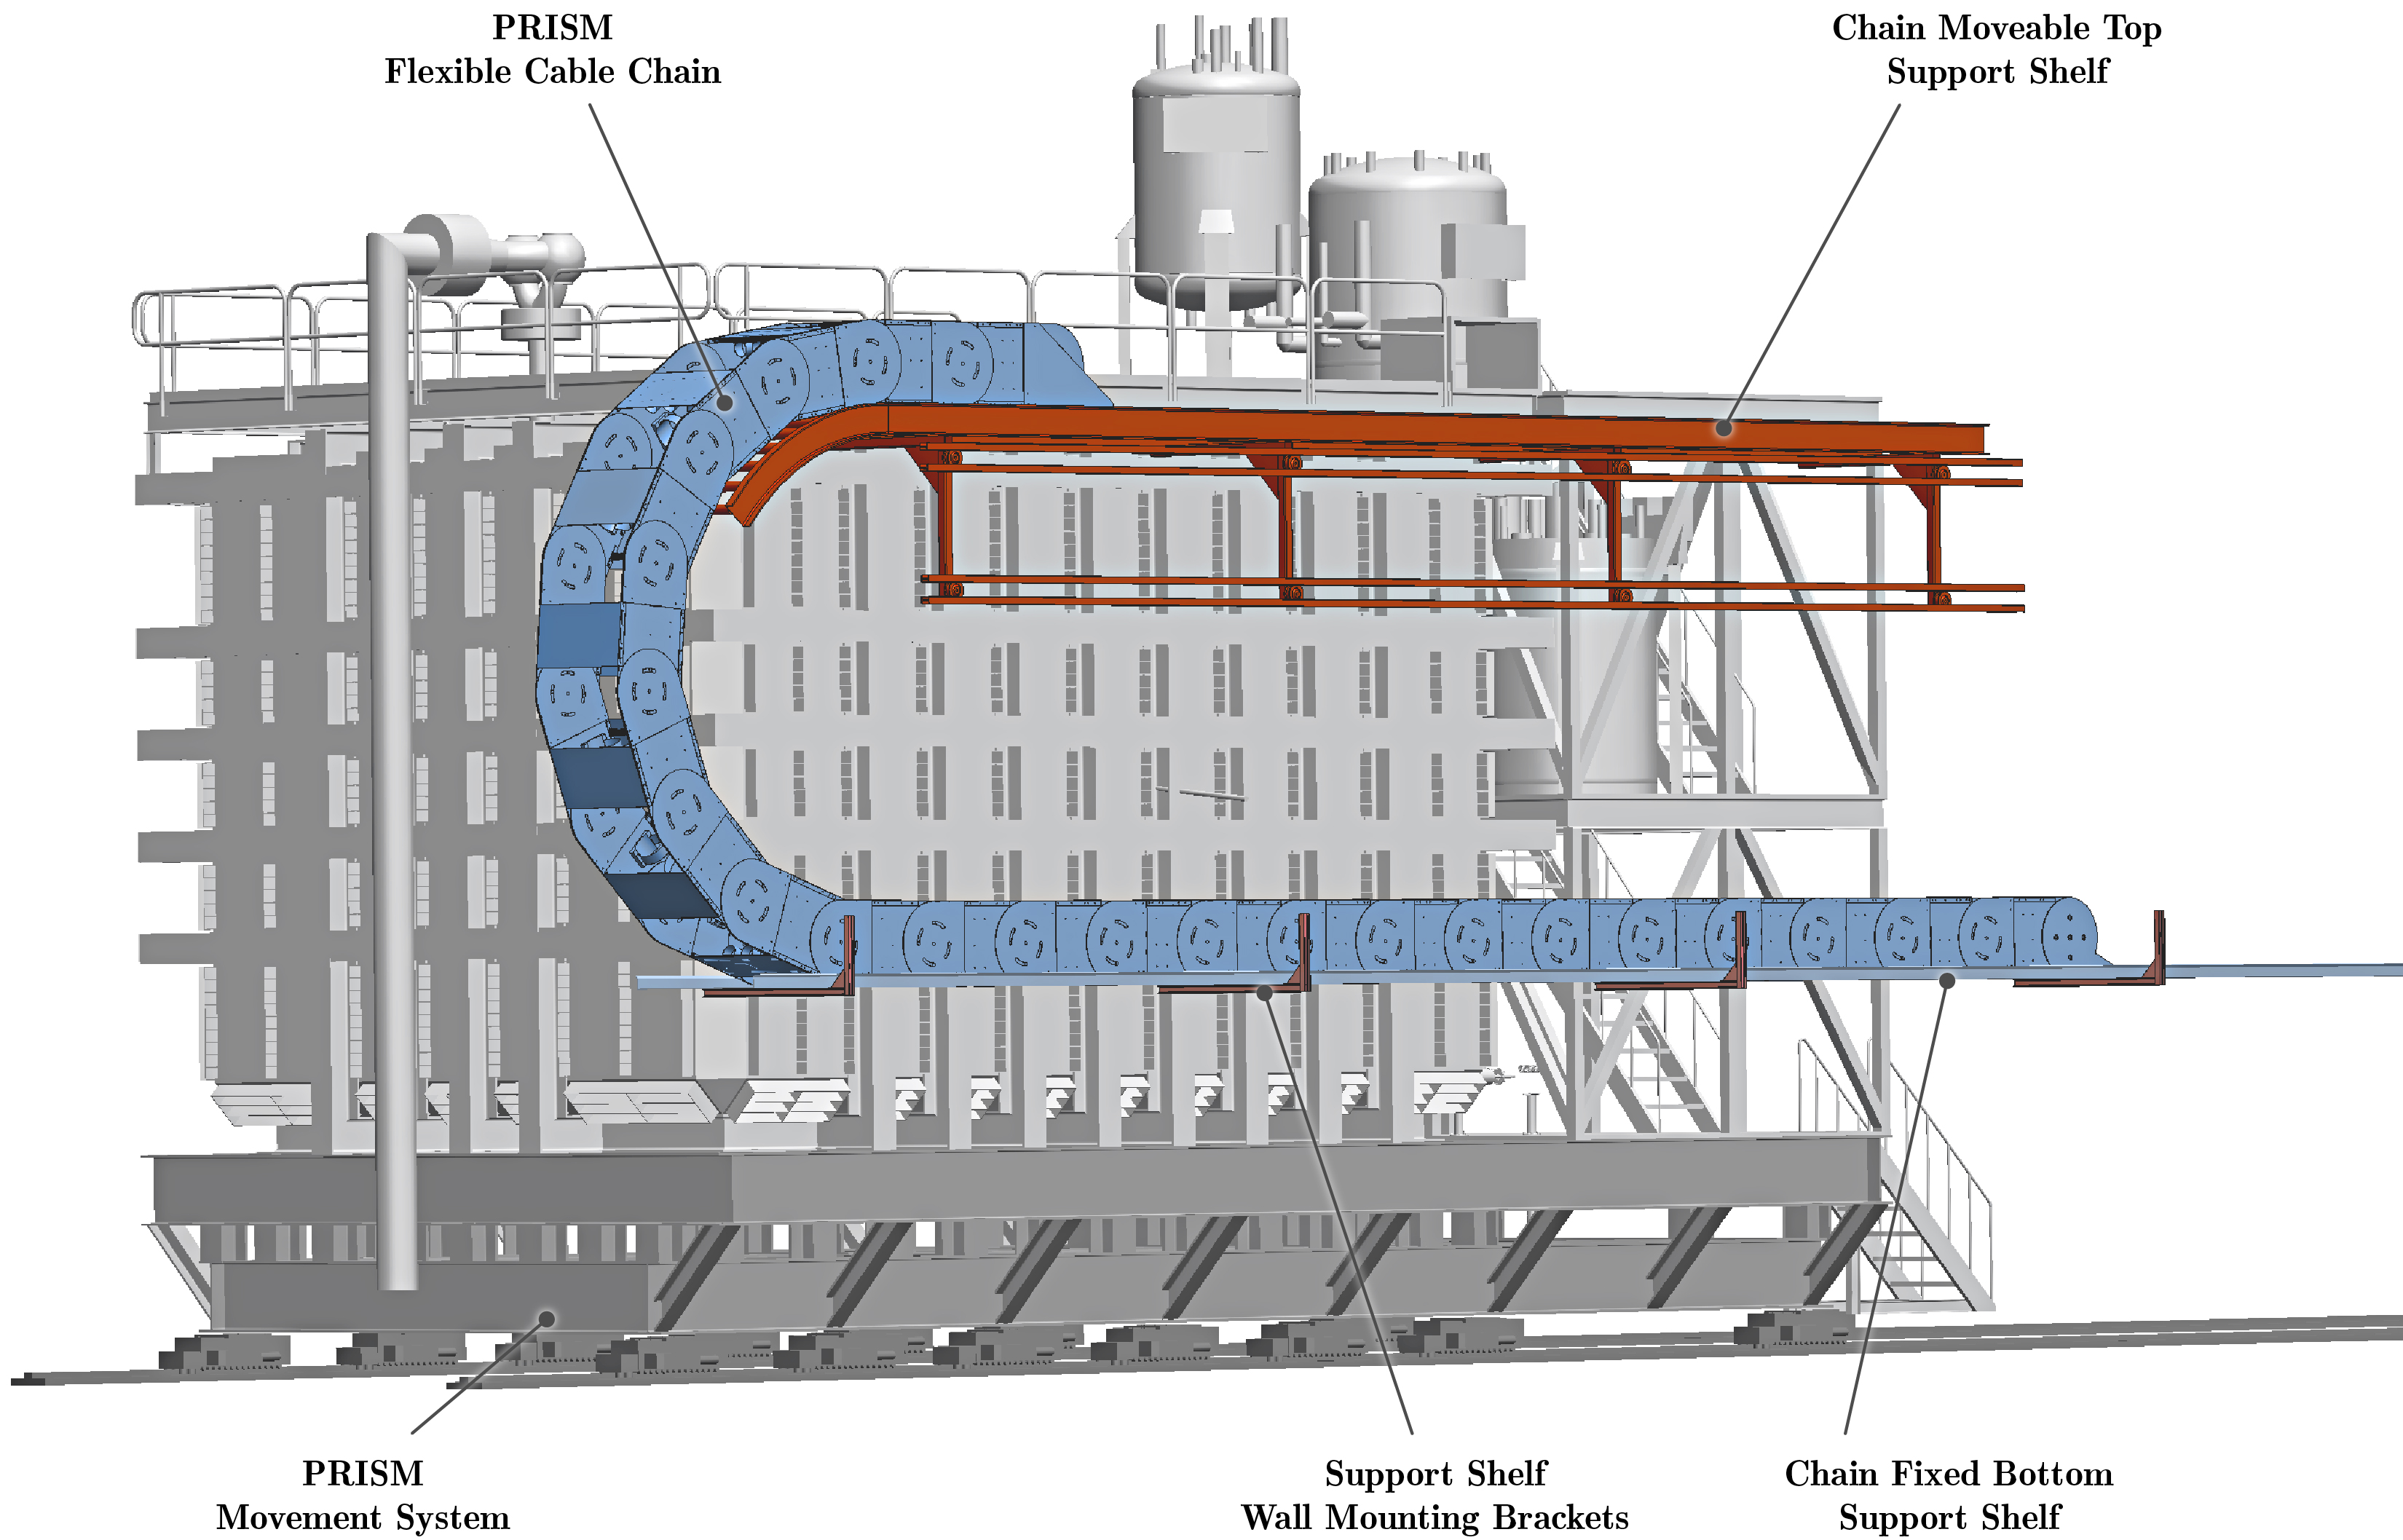 PRISM
Flexible Cable Chain
Chain Moveable Top
Support Shelf
PRISM
Movement System
Support Shelf
Wall Mounting Brackets
Chain Fixed Bottom
Support Shelf